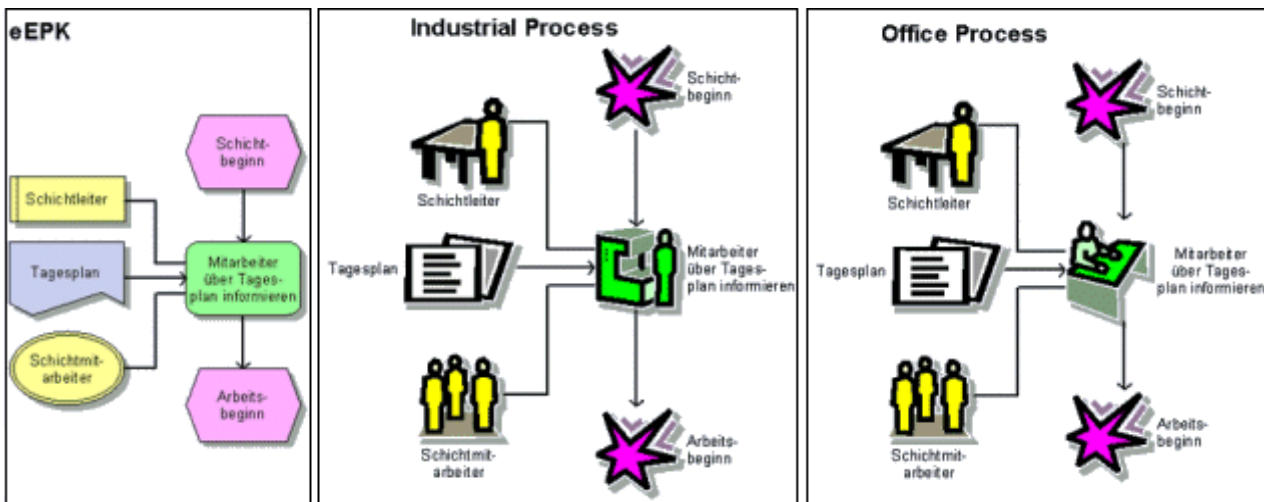 eEPK
Schicht-
beginn
Schichtleiter
Tagesplan
Mitarbeiter
über Tages-
plan informieren
Schichtmit-
arbeiter
Arbeits-
beginn
Industrial Process
Schicht-
beginn
Schichtleiter
Tagesplan
Mitarbeiter
über Tages-
plan informieren
Schichtmit-
arbeiter
Arbeits-
beginn
Office Process
Schicht-
beginn
Schichtleiter
Tagesplan
Mitarbeiter
über Tages-
plan informieren
Schichtmit-
arbeiter
Arbeits-
beginn